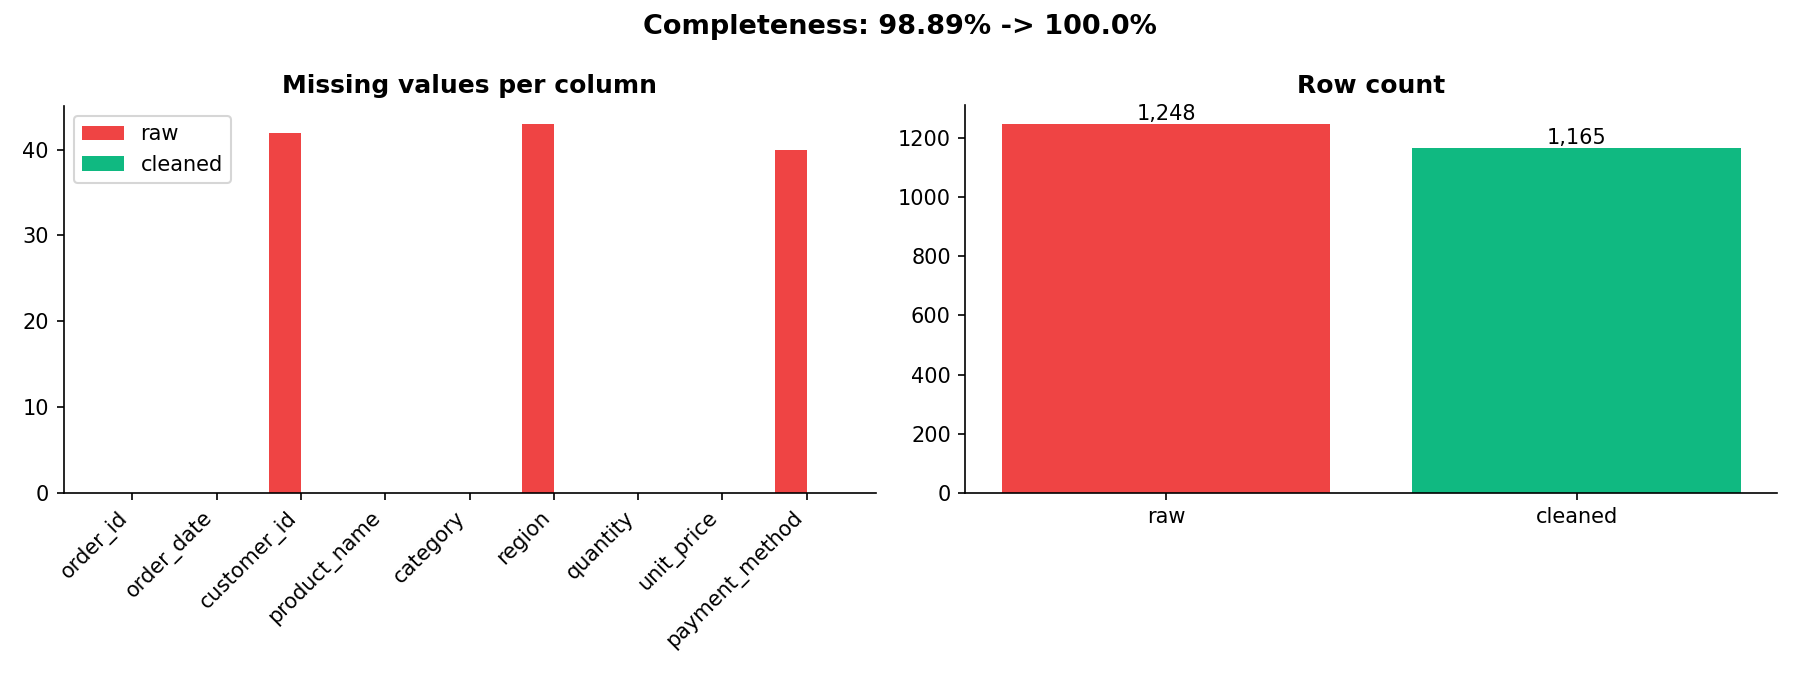 Completeness: 98.89% -> 100.0%
Missing values per column
raw
cleaned
40
30
20
10
0
order_id
order_date
customer_id
product_name
category
region
quantity
unit_price
payment_method
Row count
1,248
1,165
1200
1000
800
600
400
200
0
raw
cleaned